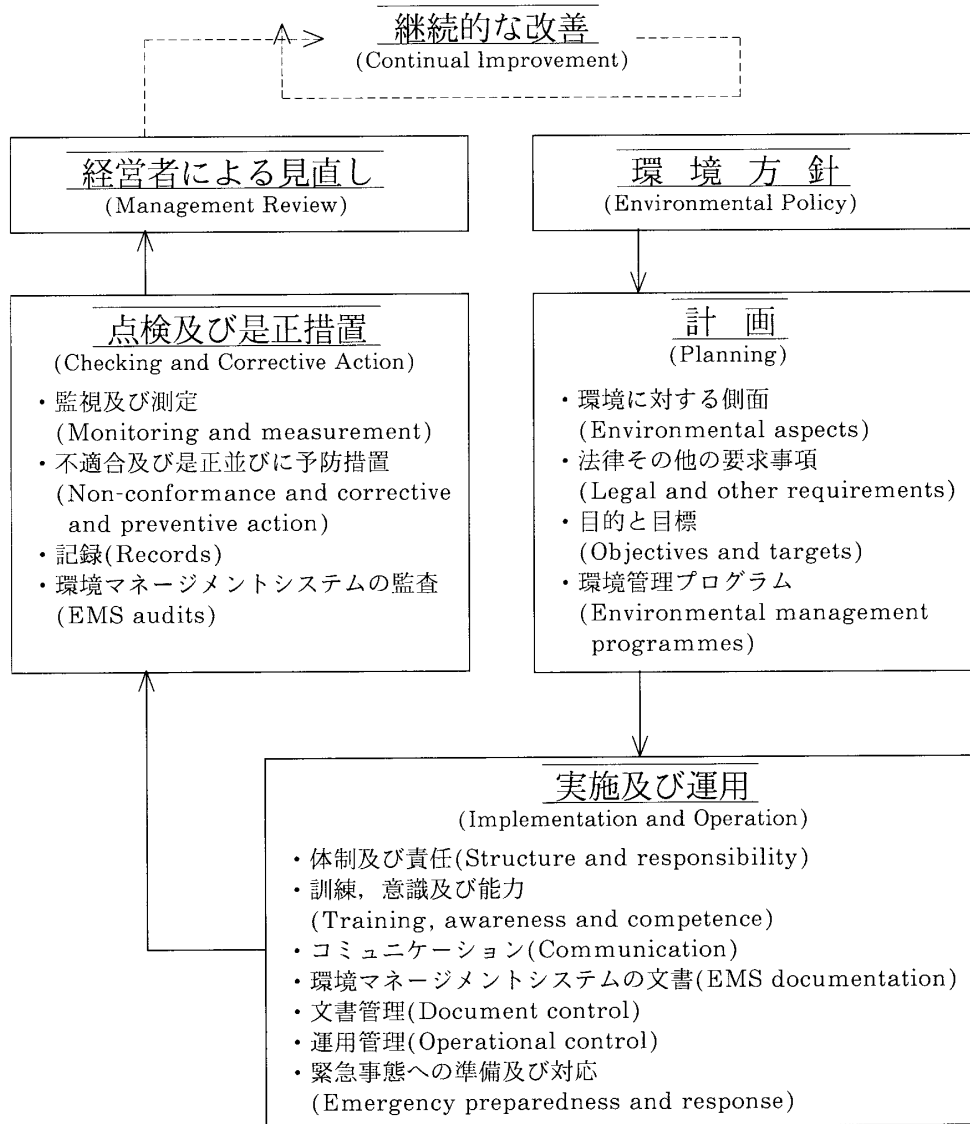 継続的な改善
(Continual Improvement)
経営者による見直し
(Management Review)
環境方針
(Environmental Policy)
点検及び是正措置
(Checking and Corrective Action)
・監視及び測定
(Monitoring and measurement)
・不適合及び是正並びに予防措置
(Non-conformance and corrective
and preventive action)
・記録(Records)
・環境マネージメントシステムの監査
(EMS audits)
計画
(Planning)
・環境に対する側面
(Environmental aspects)
・法律その他の要求事項
(Legal and other requirements)
・目的と目標
(Objectives and targets)
・環境管理プログラム
(Environmental management
programmes)
実施及び運用
(Implementation and Operation)
・体制及び責任(Structure and responsibility)
・訓練，意識及び能力
(Training, awareness and competence)
・コミュニケーション(Communication)
・環境マネージメントシステムの文書(EMS documentation)
・文書管理(Document control)
・運用管理(Operational control)
・緊急事態への準備及び対応
(Emergency preparedness and response)